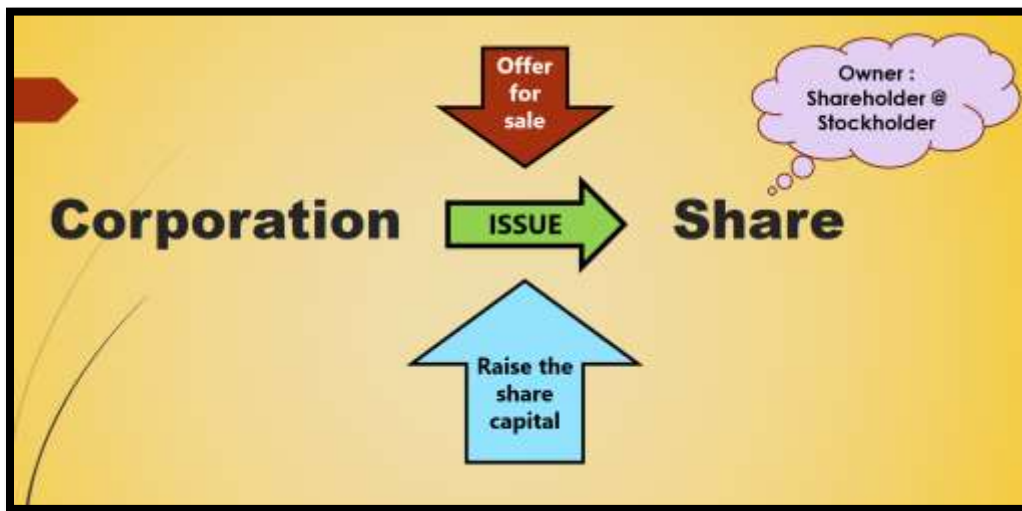 Offer
for
sale
Owner :
Shareholder @
Stockholder
Corporation
ISSUE
Share
Raise the
share
capital